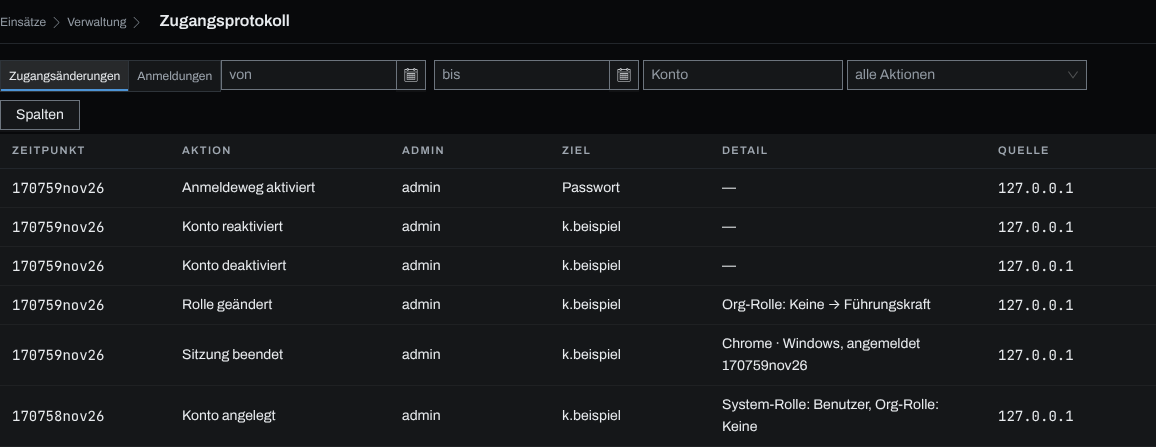 Einsätze > Verwaltung > Zugangsprotokoll
Zugangsänderungen Anmeldungen von bis Konto alle Aktionen
Spalten
ZEITPUNKT AKTION ADMIN ZIEL DETAIL QUELLE
170759nov26 Anmeldeweg aktiviert admin Passwort — 127.0.0.1
170759nov26 Konto reaktiviert admin k.beispiel — 127.0.0.1
170759nov26 Konto deaktiviert admin k.beispiel — 127.0.0.1
170759nov26 Rolle geändert admin k.beispiel Org-Rolle: Keine → Führungskraft 127.0.0.1
170759nov26 Sitzung beendet admin k.beispiel Chrome · Windows, angemeldet 170759nov26 127.0.0.1
170758nov26 Konto angelegt admin k.beispiel System-Rolle: Benutzer, Org-Rolle: Keine 127.0.0.1